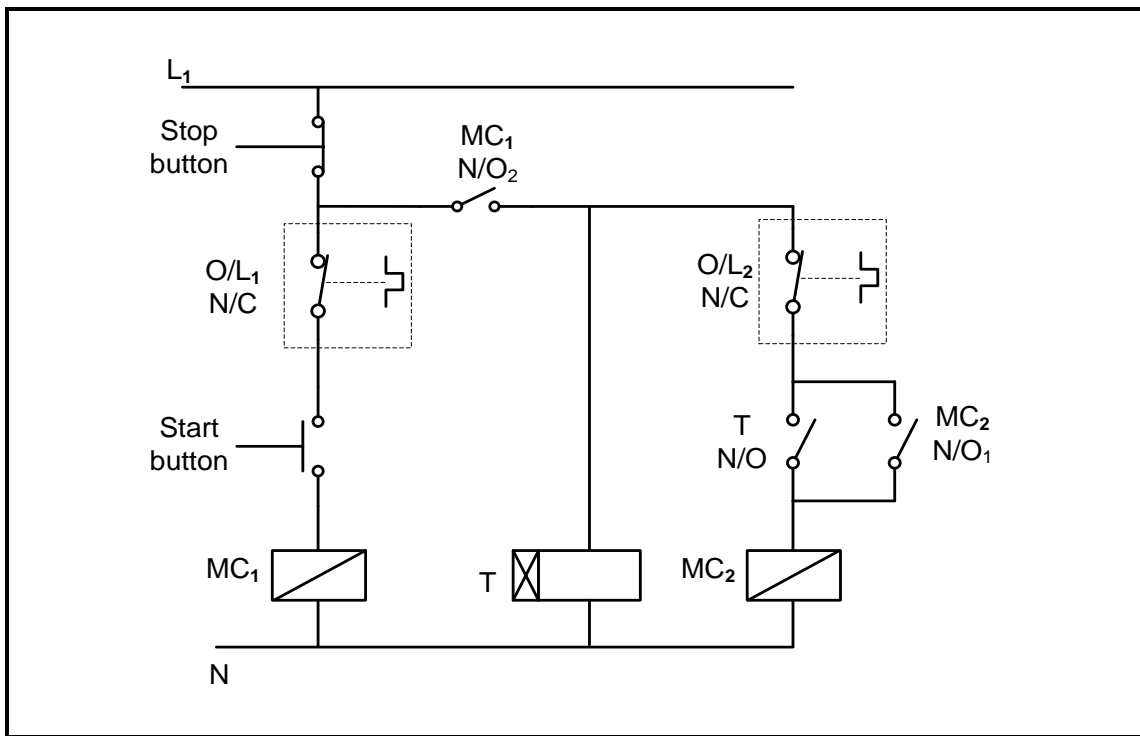 L₁
Stop
button
MC₁
N/O₂
O/L₁
N/C
O/L₂
N/C
Start
button
T
N/O
MC₂
N/O₁
MC₁
T
MC₂
N